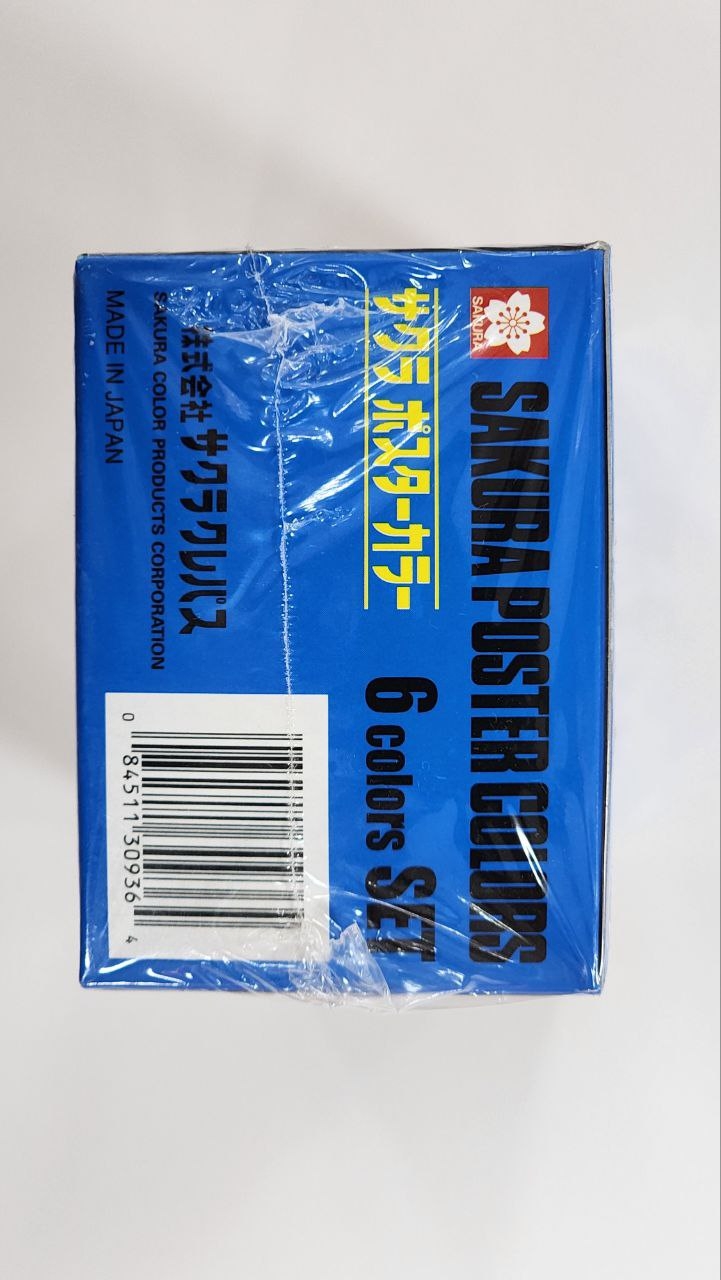 SAKURA
SAKURA POSTER COLORS
サクラ ポスターカラー
6 colors SET
株式会社 サクラクレパス
SAKURA COLOR PRODUCTS CORPORATION
MADE IN JAPAN
0 84511 30936 4